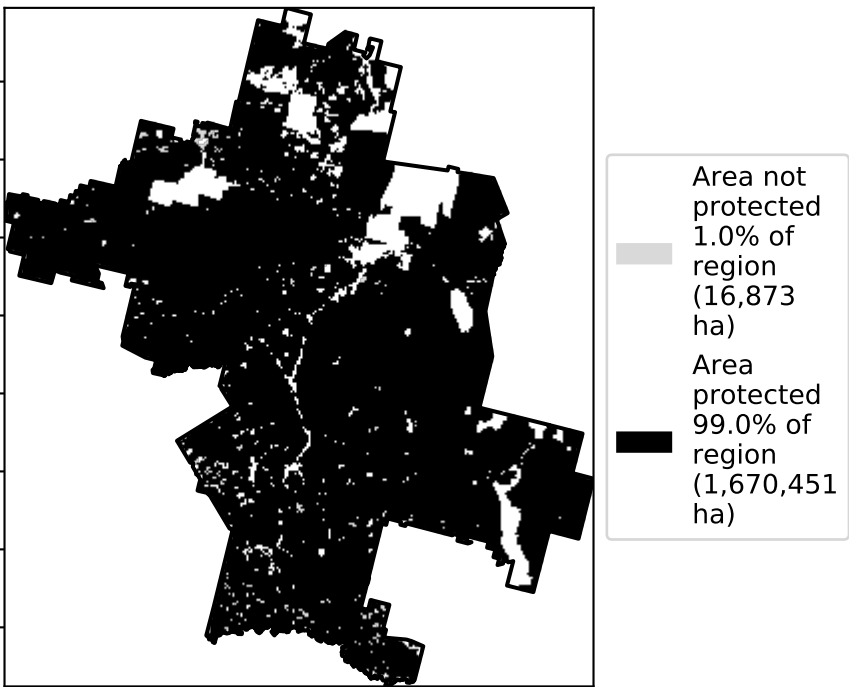 Area not
protected
1.0% of
region
(16,873
ha)
Area
protected
99.0% of
region
(1,670,451
ha)